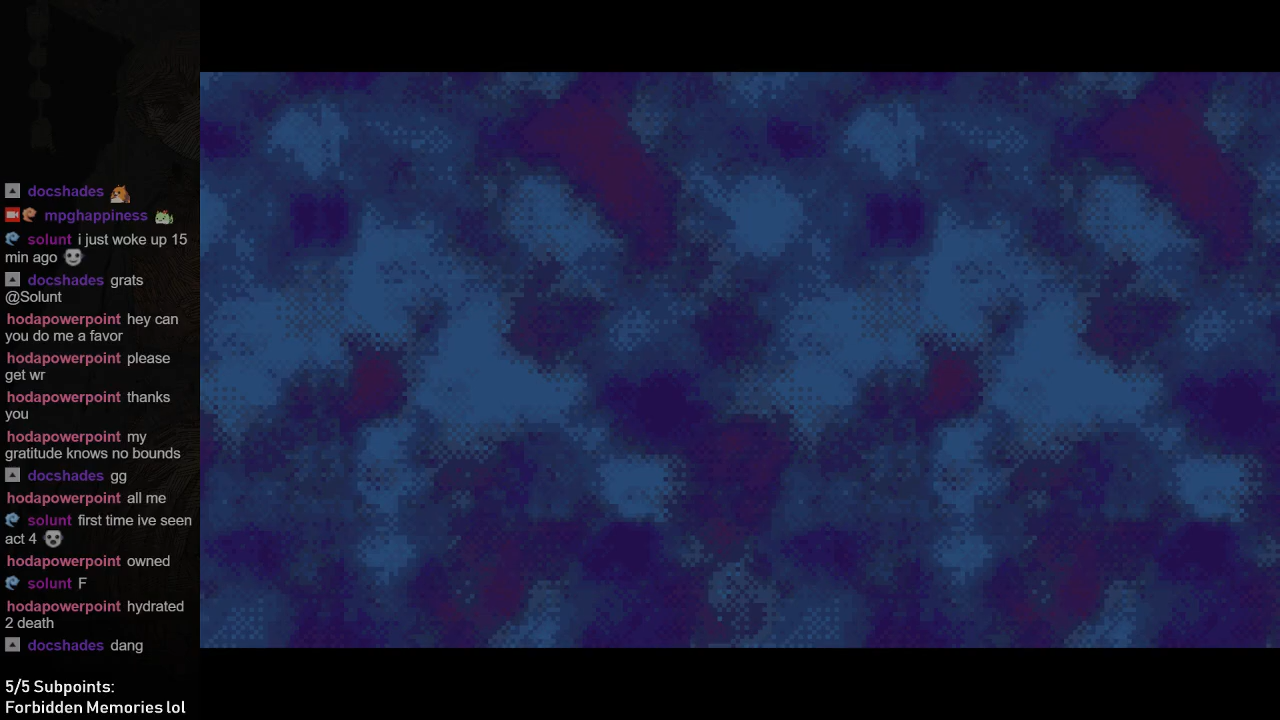 docshades
mpghappiness
solunt i just woke up 15
min ago
docshades grats
@Solunt
hodapowerpoint hey can
you do me a favor
hodapowerpoint please
get wr
hodapowerpoint thanks
you
hodapowerpoint my
gratitude knows no bounds
docshades gg
hodapowerpoint all me
solunt first time ive seen
act 4
hodapowerpoint owned
solunt F
hodapowerpoint hydrated
2 death
docshades dang
5/5 Subpoints:
Forbidden Memories lol